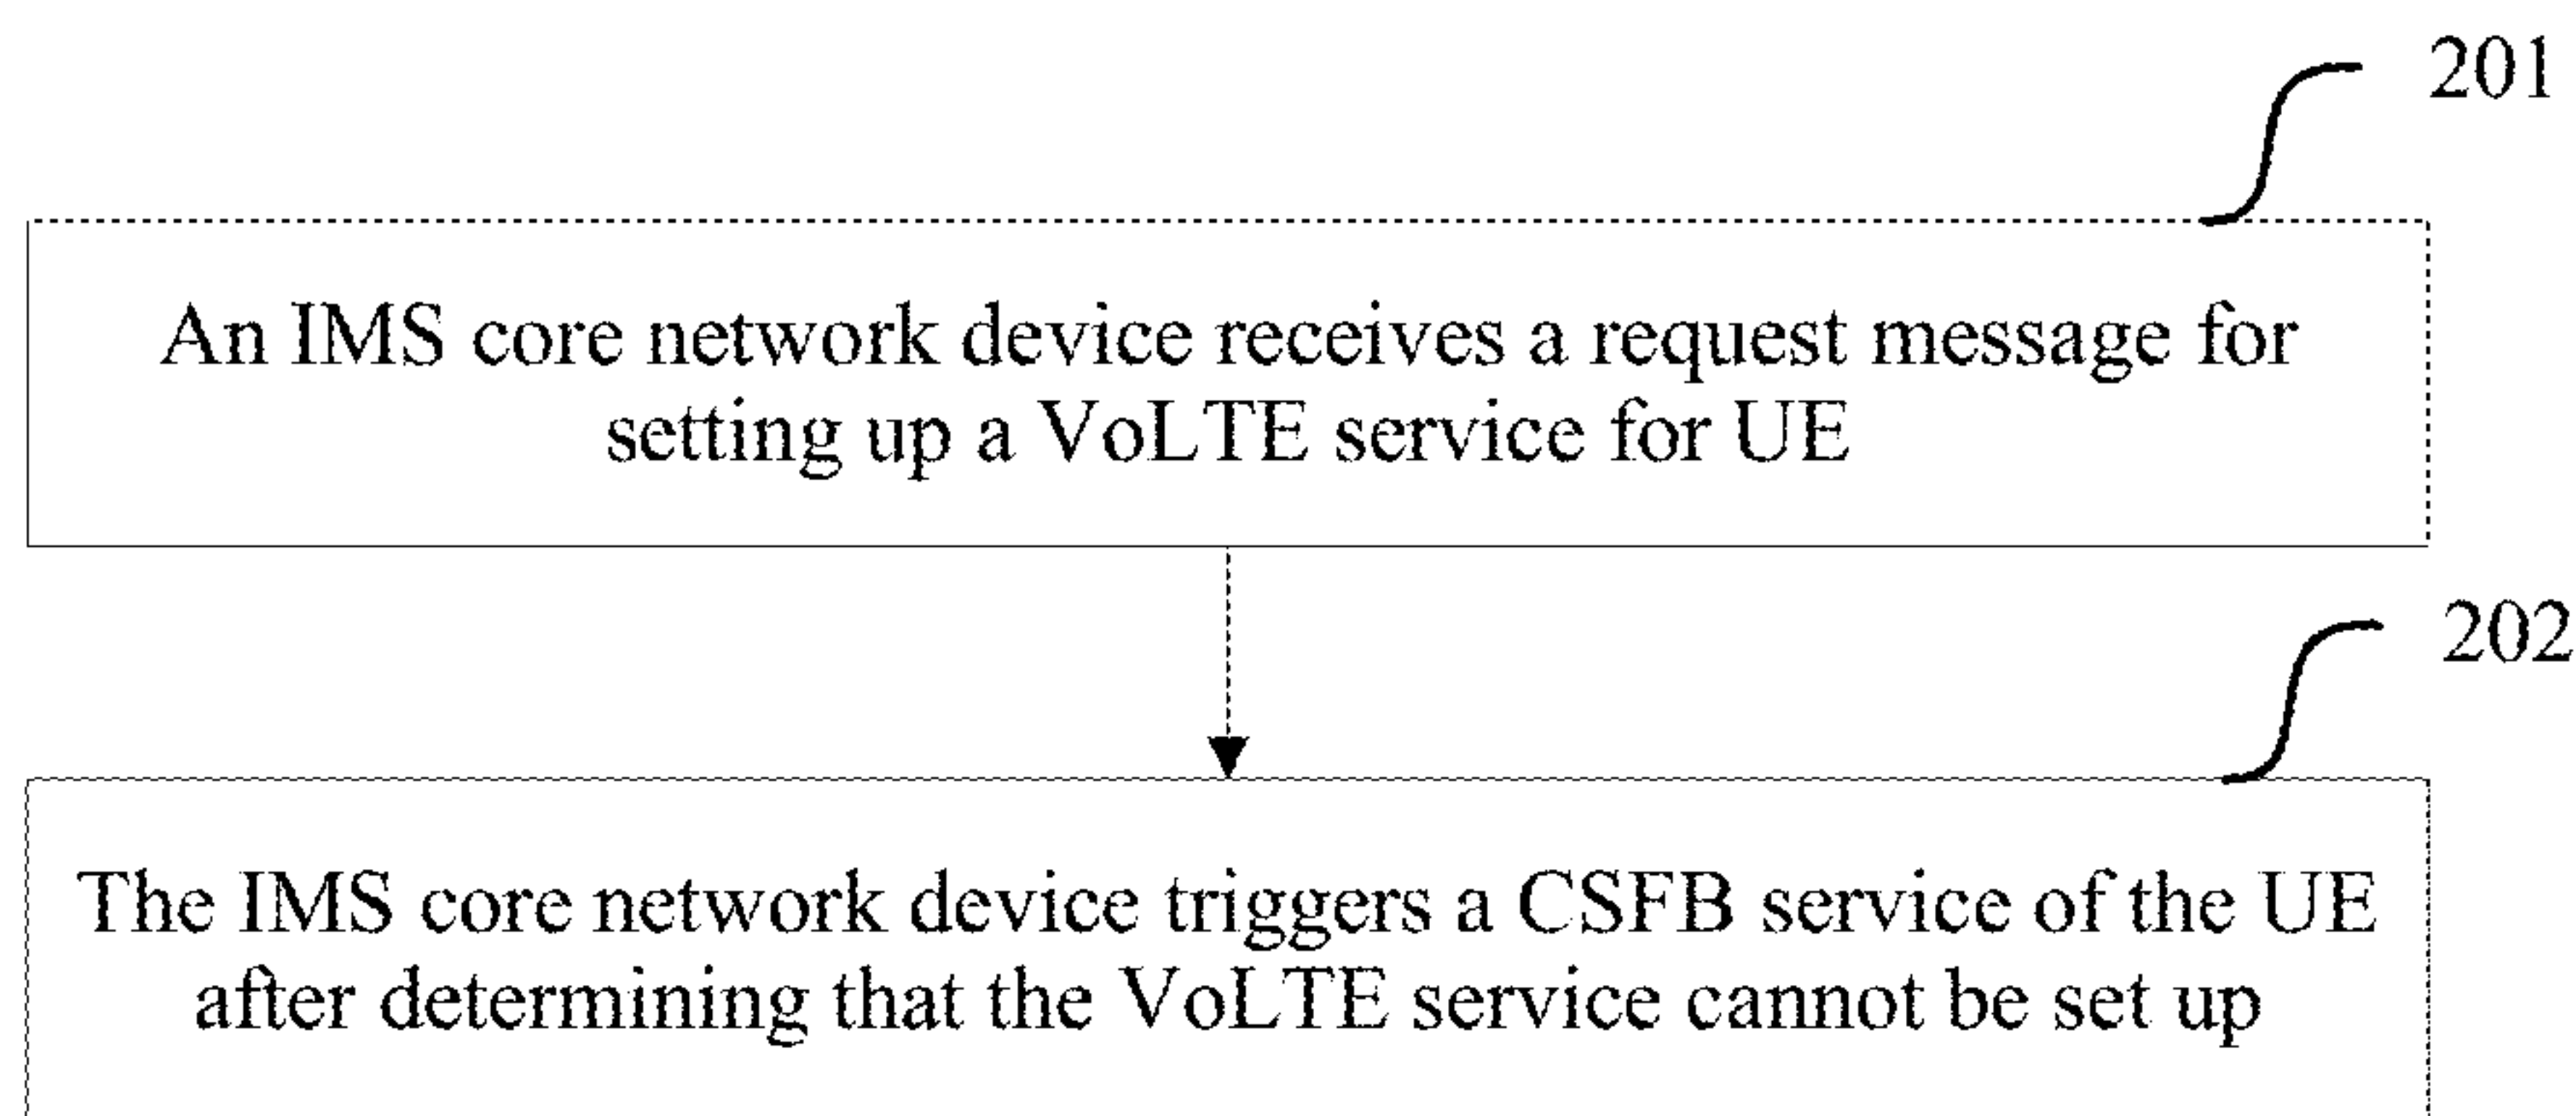 201
An IMS core network device receives a request message for
setting up a VoLTE service for UE
202
The IMS core network device triggers a CSFB service of the UE
after determining that the VoLTE service cannot be set up